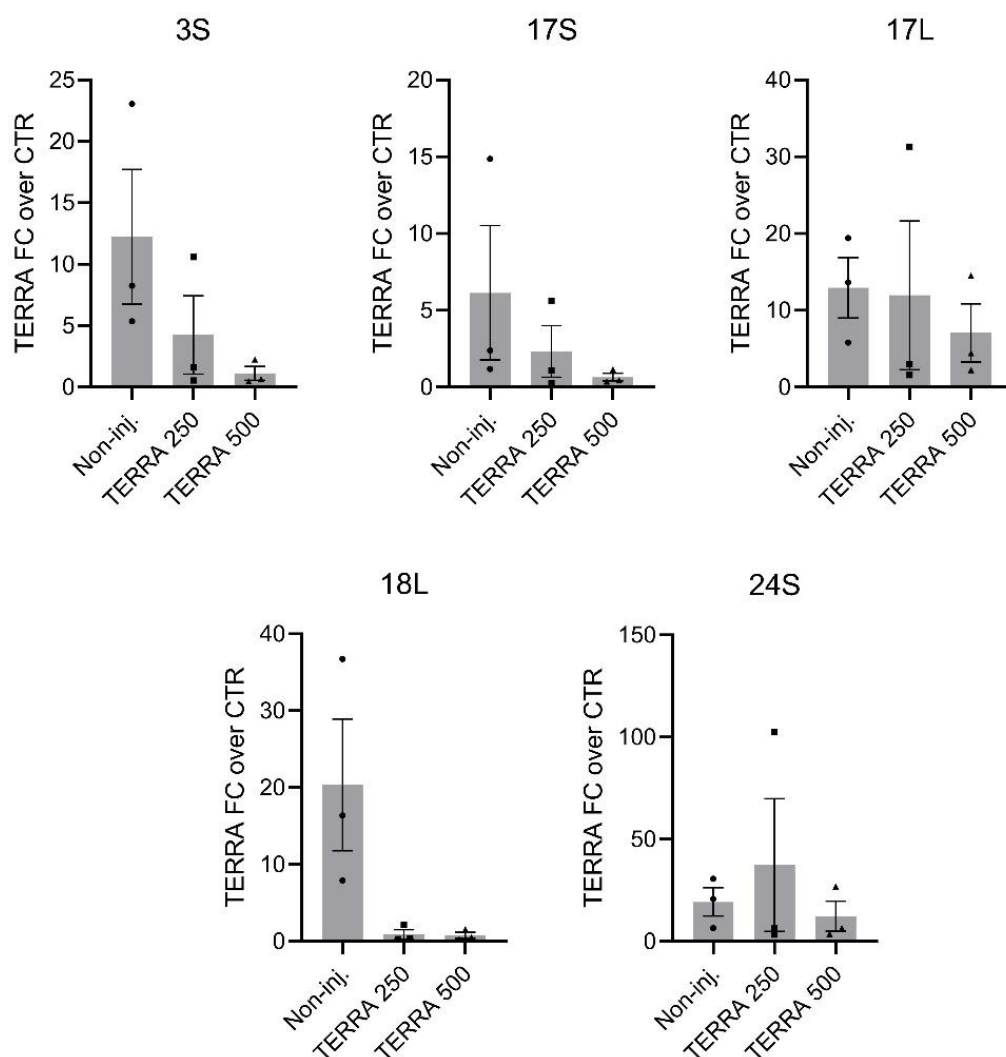 3S
TERRA FC over CTR
25
20
15
10
5
0
Non-inj.
TERRA 250
TERRA 500
17S
TERRA FC over CTR
20
15
10
5
0
Non-inj.
TERRA 250
TERRA 500
17L
TERRA FC over CTR
40
30
20
10
0
Non-inj.
TERRA 250
TERRA 500
18L
TERRA FC over CTR
40
30
20
10
0
Non-inj.
TERRA 250
TERRA 500
24S
TERRA FC over CTR
150
100
50
0
Non-inj.
TERRA 250
TERRA 500